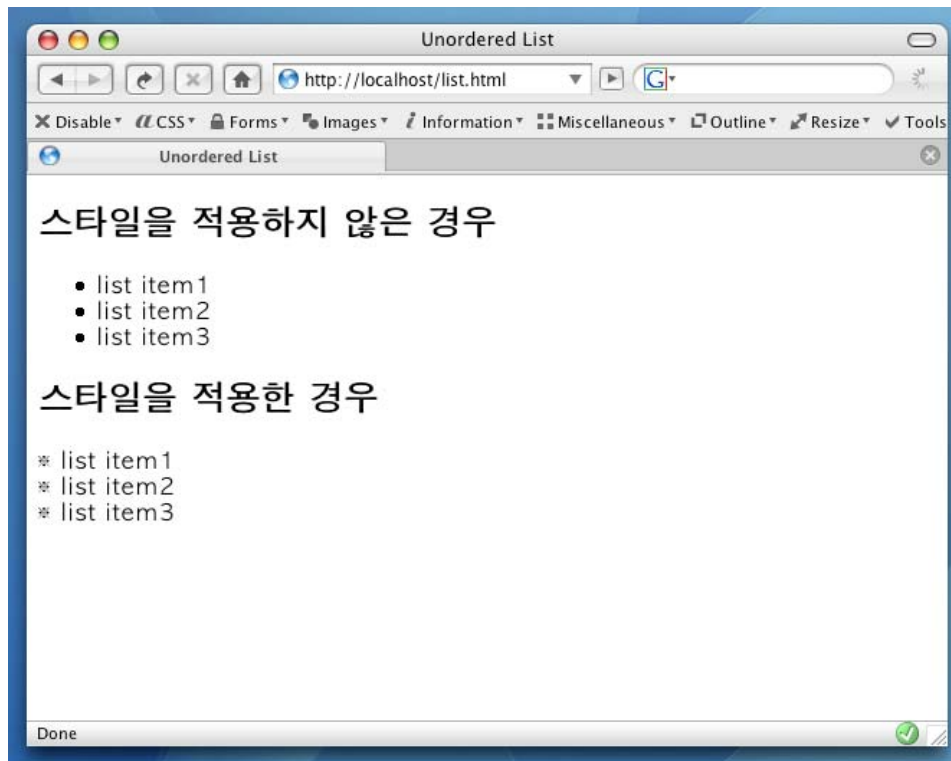 Unordered List
http://localhost/list.html G
Disable CSS Forms Images Information Miscellaneous Outline Resize Tools
Unordered List
스타일을 적용하지 않은 경우
• list item1
• list item2
• list item3
스타일을 적용한 경우
※ list item1
※ list item2
※ list item3
Done